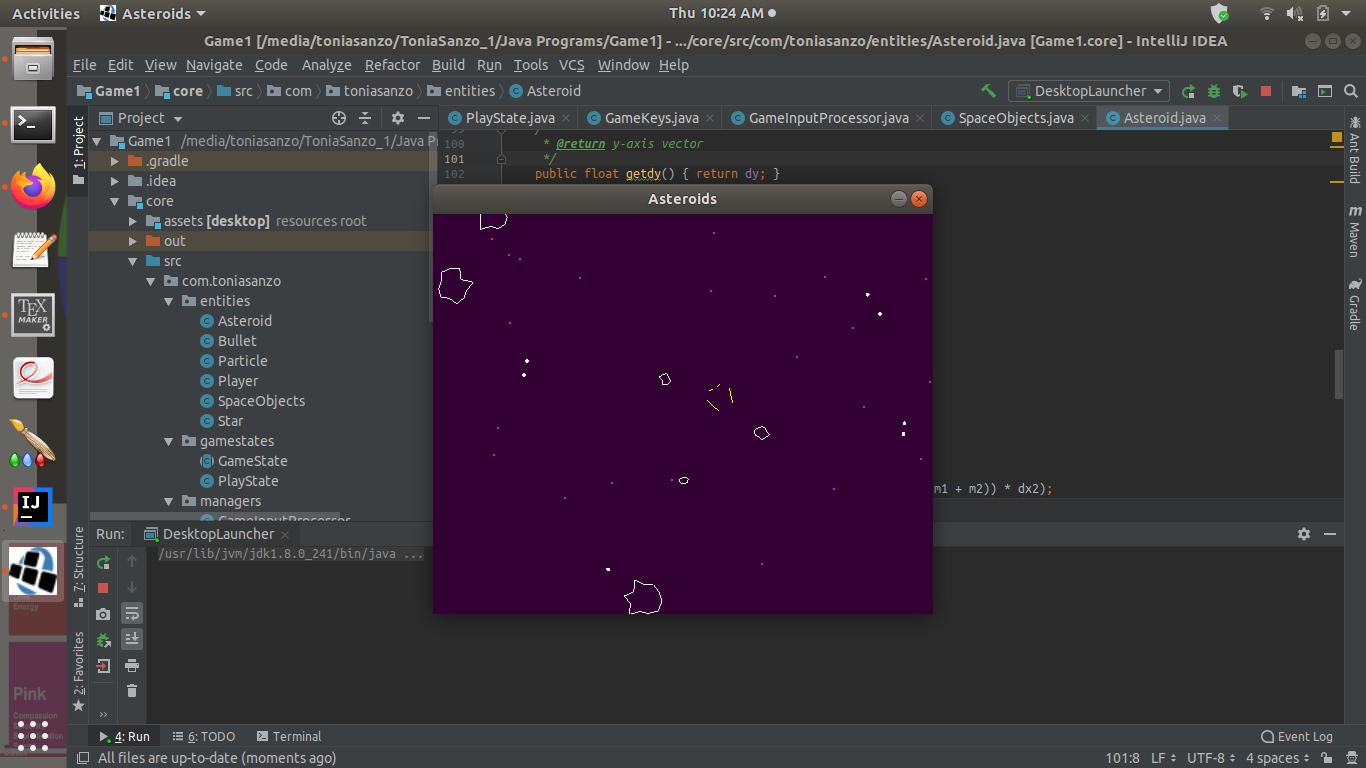 Activities Asteroids Thu 10:24 AM
Game1 [/media/toniasanzo/ToniaSanzo_1/Java Programs/Game1] - .../core/src/com/toniasanzo/entities/Asteroid.java [Game1.core] - IntelliJ IDEA
File Edit View Navigate Code Analyze Refactor Build Run Tools VCS Window Help
Game1 core src com toniasanzo entities Asteroid DesktopLauncher
Project PlayState.java GameKeys.java GameInputProcessor.java SpaceObjects.java Asteroid.java
1: Project
Game1 /media/toniasanzo/ToniaSanzo_1/Java P
.gradle
.idea
core
assets [desktop] resources root
out
src
com.toniasanzo
entities
Asteroid
Bullet
Particle
Player
SpaceObjects
Star
gamestates
GameState
PlayState
managers
GameInputProcessor
100 * @return y-axis vector
101 */
102 public float getdy() { return dy; }
Asteroids
m1 + m2)) * dx2);
Ant Build
m Maven
Gradle
Run: DesktopLauncher
/usr/lib/jvm/jdk1.8.0_241/bin/java ...
7: Structure
2: Favorites
TEX
MAKER
IJ
Energy
Pink
Compassion
4: Run 6: TODO Terminal Event Log
All files are up-to-date (moments ago) 101:8 LF UTF-8 4 spaces